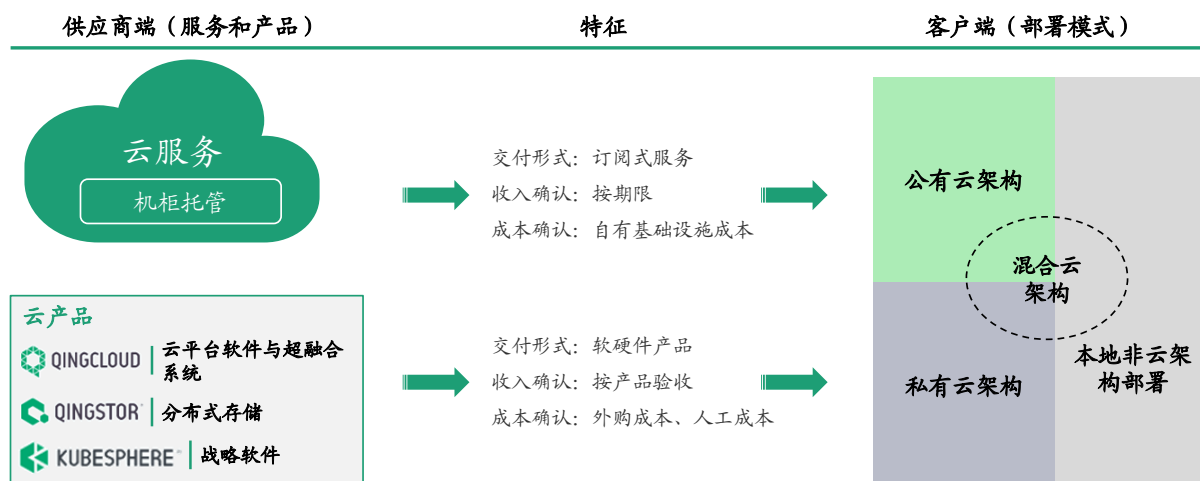 供应商端（服务和产品）
特征
客户端（部署模式）
云服务
机柜托管
交付形式：订阅式服务
收入确认：按期限
成本确认：自有基础设施成本
公有云架构
混合云
架构
私有云架构
本地非云架
构部署
云产品
QINGCLOUD
云平台软件与超融合
系统
QINGSTOR
分布式存储
KUBESPHERE
战略软件
交付形式：软硬件产品
收入确认：按产品验收
成本确认：外购成本、人工成本